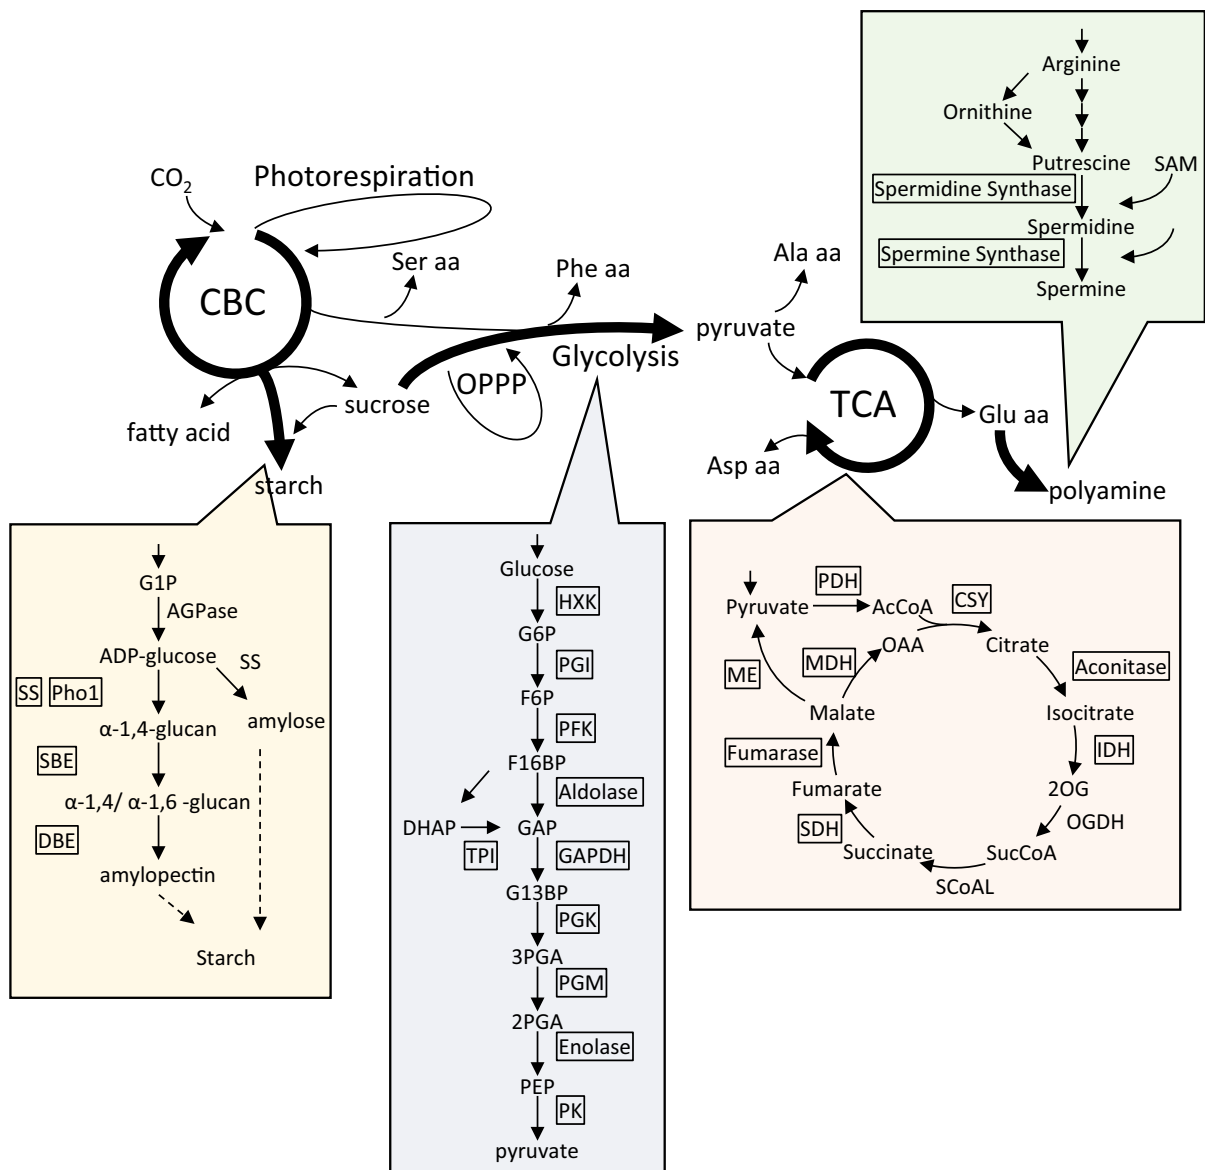 CO2
Photorespiration
CBC
Ser aa
Phe aa
Glycolysis
OPPP
sucrose
fatty acid
starch
Ala aa
pyruvate
TCA
Glu aa
Asp aa
polyamine
Arginine
Ornithine
Putrescine
SAM
Spermidine Synthase
Spermidine
Spermine Synthase
Spermine
G1P
AGPase
ADP-glucose
SS
SS
Pho1
amylose
α-1,4-glucan
SBE
α-1,4/ α-1,6 -glucan
DBE
amylopectin
Starch
Glucose
HXK
G6P
PGI
F6P
PFK
F16BP
Aldolase
DHAP
GAP
TPI
GAPDH
G13BP
PGK
3PGA
PGM
2PGA
Enolase
PEP
PK
pyruvate
PDH
Pyruvate
AcCoA
CSY
OAA
Citrate
MDH
ME
Aconitase
Malate
Isocitrate
Fumarase
IDH
Fumarate
2OG
SDH
OGDH
Succinate
SucCoA
SCoAL